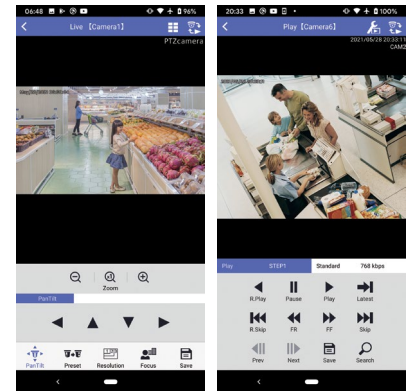 06:48
96%
Live 【Camera1】
PTZcamera
Zoom
PanTilt
PanTilt
Preset
Resolution
Focus
Save
20:33
100%
Play 【Camera6】
2021/05/28 20:33:11
CAM2
Play
STEP1
Standard
768 kbps
R.Play
Pause
Play
Latest
R.Skip
FR
FF
Skip
Prev
Next
Save
Search